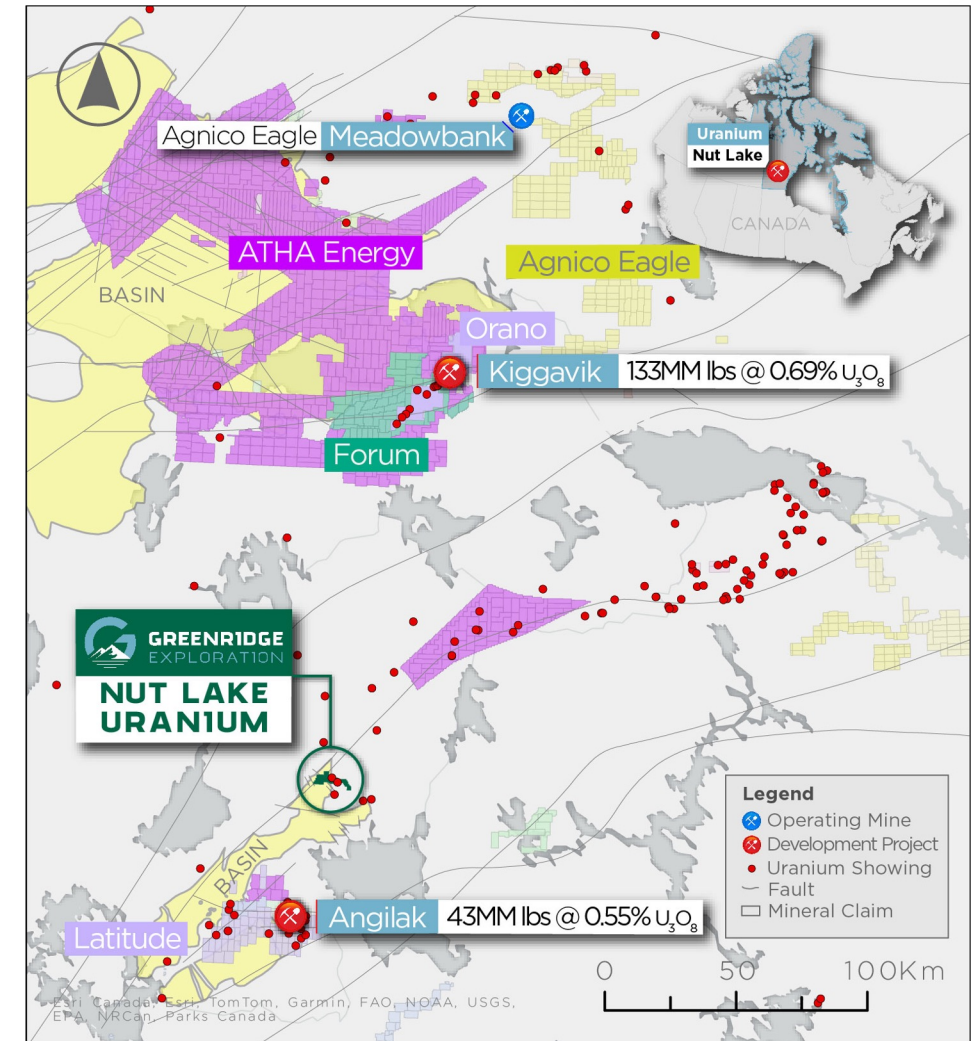 Agnico Eagle Meadowbank
Uranium
Nut Lake
CANADA
ATHA Energy
Agnico Eagle
BASIN
Orano
Kiggavik 133MM lbs @ 0.69% U₃O₈
Forum
GREENR1DGE
EXPLORATION
NUT LAKE
URAN1UM
BASIN
Angilak 43MM lbs @ 0.55% U₃O₈
Latitude
Legend
Operating Mine
Development Project
Uranium Showing
Fault
Mineral Claim
0 50 100Km
Esri Canada, Esri, TomTom, Garmin, FAO, NOAA, USGS,
EPA, NRCan, Parks Canada